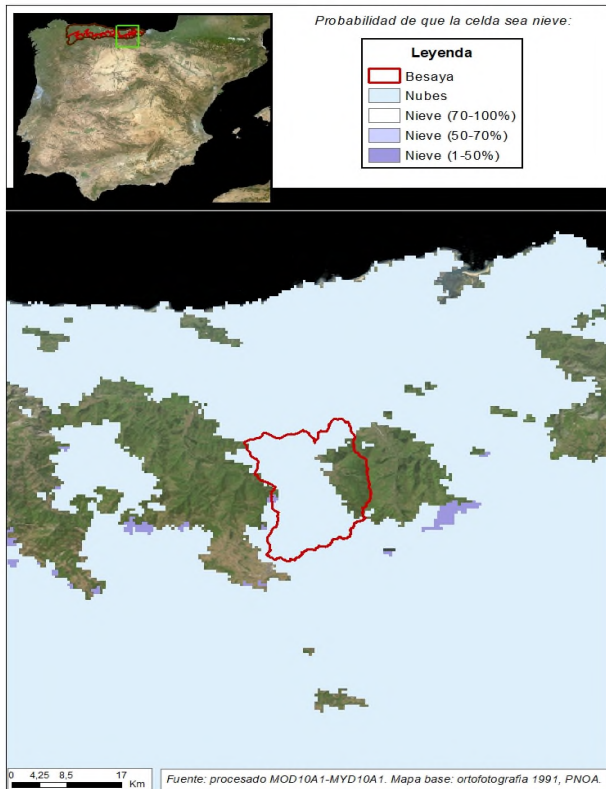 Probabilidad de que la celda sea nieve:
Leyenda
Besaya
Nubes
Nieve (70-100%)
Nieve (50-70%)
Nieve (1-50%)
0 4,25 8,5 17
Km
Fuente: procesado MOD10A1-MYD10A1. Mapa base: ortofotografia 1991, PNOA.